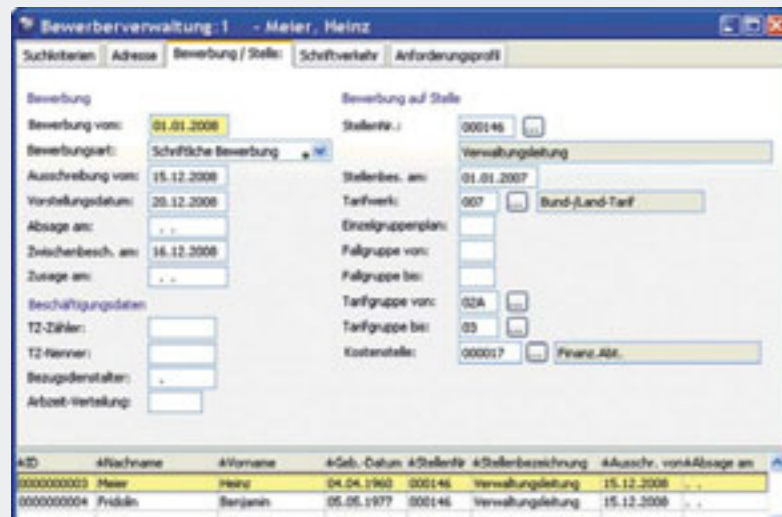 Bewerberverwaltung:1 - Meier, Heinz
Suchkriterien Adresse Bewerbung / Stelle: Schriftverkehr Anforderungsprofil
Bewerbung
Bewerbung vom: 01.01.2008
Bewerbungsart: Schriftliche Bewerbung
Ausschreibung vom: 15.12.2008
Vorstellungsdatum: 20.12.2008
Absage am: . .
Zwischenbesch. am: 16.12.2008
Zusage am: . .
Beschäftigungsdaten
TZ-Zähler:
TZ-Nenner:
Bezugsdienstalter: .
Arbzeit-Verteilung:
Bewerbung auf Stelle
StellenNr.: 000146 ...
Verwaltungsleitung
Stellenbes. am: 01.01.2007
Tarifwerk: 007 ... Bund-/Land-Tarif
Einzelgruppenplan:
Fallgruppe von:
Fallgruppe bis:
Tarifgruppe von: 02A ...
Tarifgruppe bis: 03 ...
Kostenstelle: 000017 ... Finanz.Abt.
ID Nachname Vorname Geb.-Datum StellenNr Stellenbezeichnung Ausschr. von Absage am
0000000003 Meier Heinz 04.04.1960 000146 Verwaltungsleitung 15.12.2008 . .
0000000004 Fridolin Benjamin 05.05.1977 000146 Verwaltungsleitung 15.12.2008 . .